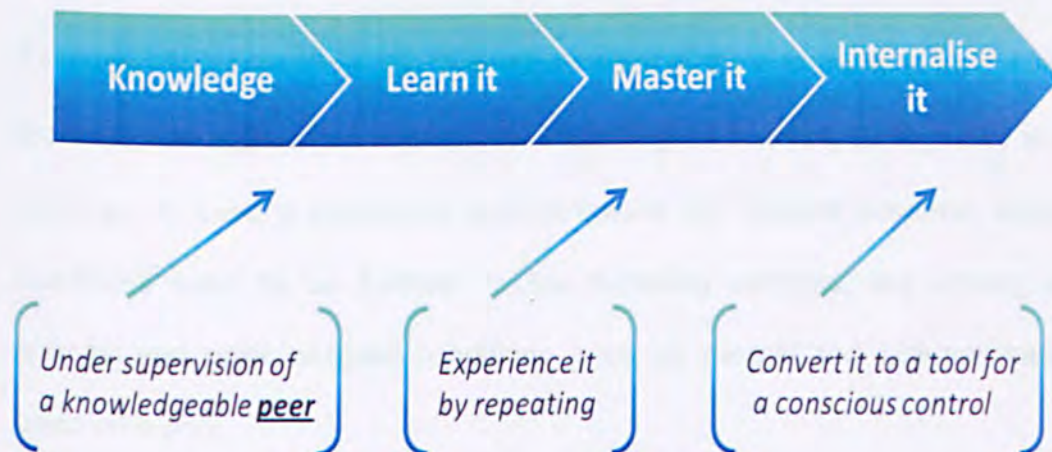 Knowledge
Learn it
Master it
Internalise
it
Under supervision of
a knowledgeable peer
Experience it
by repeating
Convert it to a tool for
a conscious control